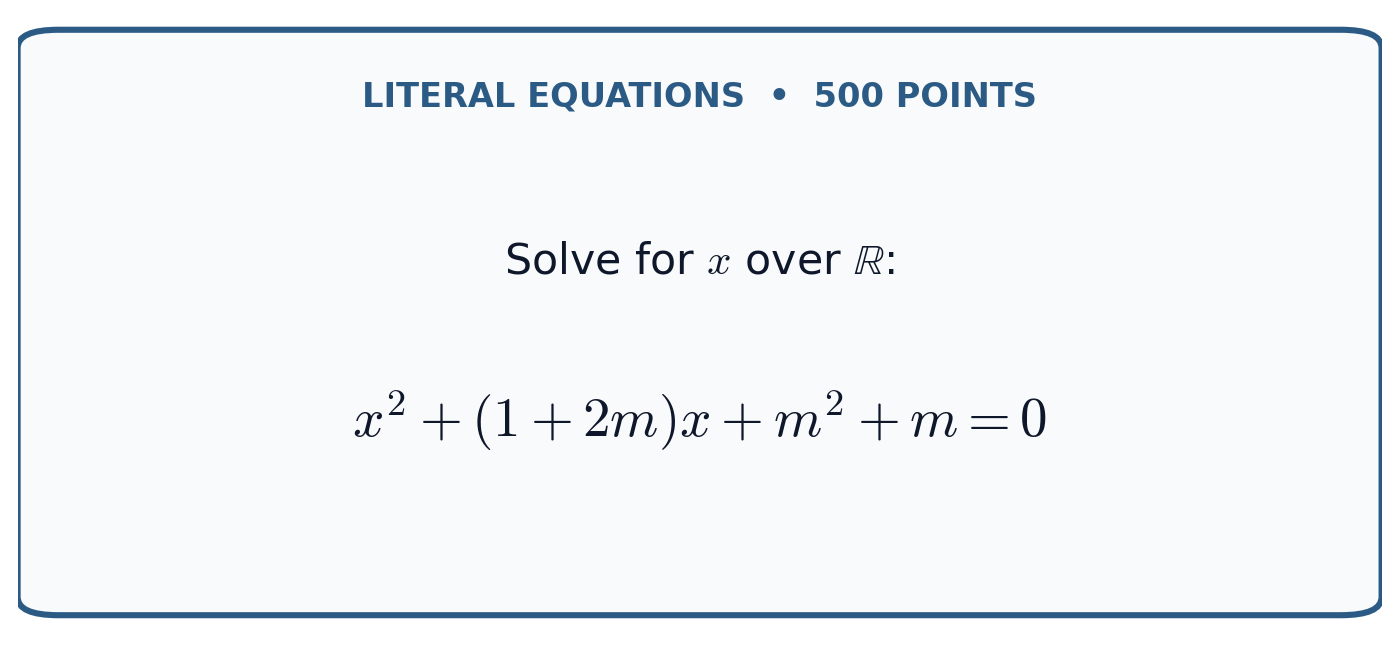 LITERAL EQUATIONS • 500 POINTS
Solve for x over ℝ:
x² + (1 + 2m)x + m² + m = 0